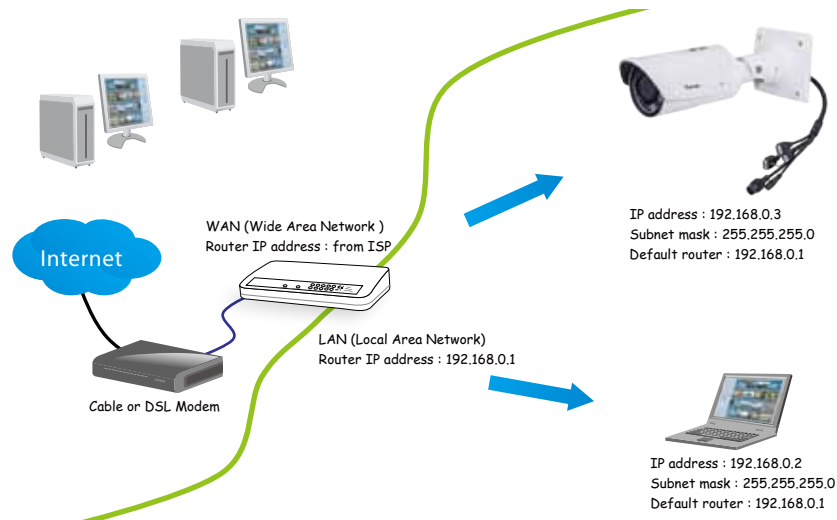 WAN (Wide Area Network )
Router IP address : from ISP
Internet
LAN (Local Area Network)
Router IP address : 192.168.0.1
Cable or DSL Modem
IP address : 192.168.0.3
Subnet mask : 255.255.255.0
Default router : 192.168.0.1
IP address : 192.168.0.2
Subnet mask : 255.255.255.0
Default router : 192.168.0.1